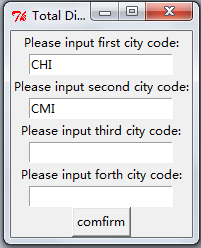 Total Di...
Please input first city code:
CHI
Please input second city code:
CMI
Please input third city code:
Please input forth city code:
comfirm